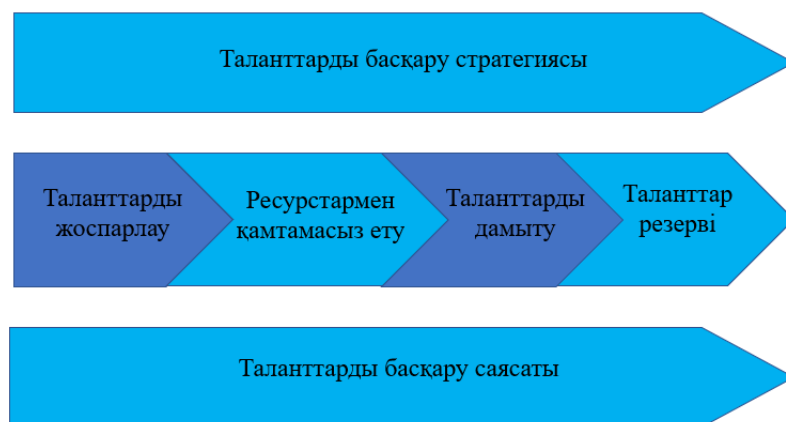 Таланттарды басқару стратегиясы
Таланттарды
жоспарлау
Ресурстармен
қамтамасыз ету
Таланттарды
дамыту
Таланттар
резерві
Таланттарды басқару саясаты